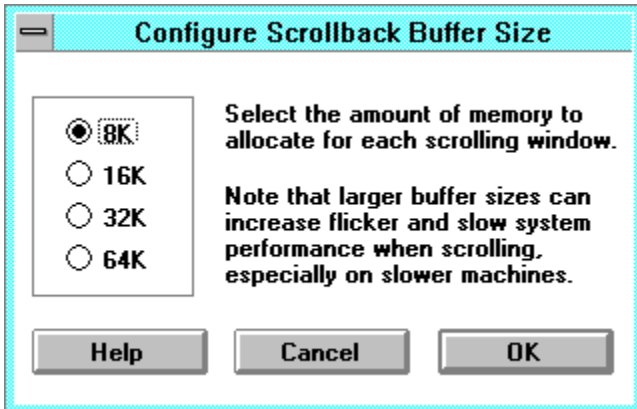 Configure Scrollback Buffer Size
8K
16K
32K
64K
Select the amount of memory to
allocate for each scrolling window.
Note that larger buffer sizes can
increase flicker and slow system
performance when scrolling,
especially on slower machines.
Help
Cancel
OK